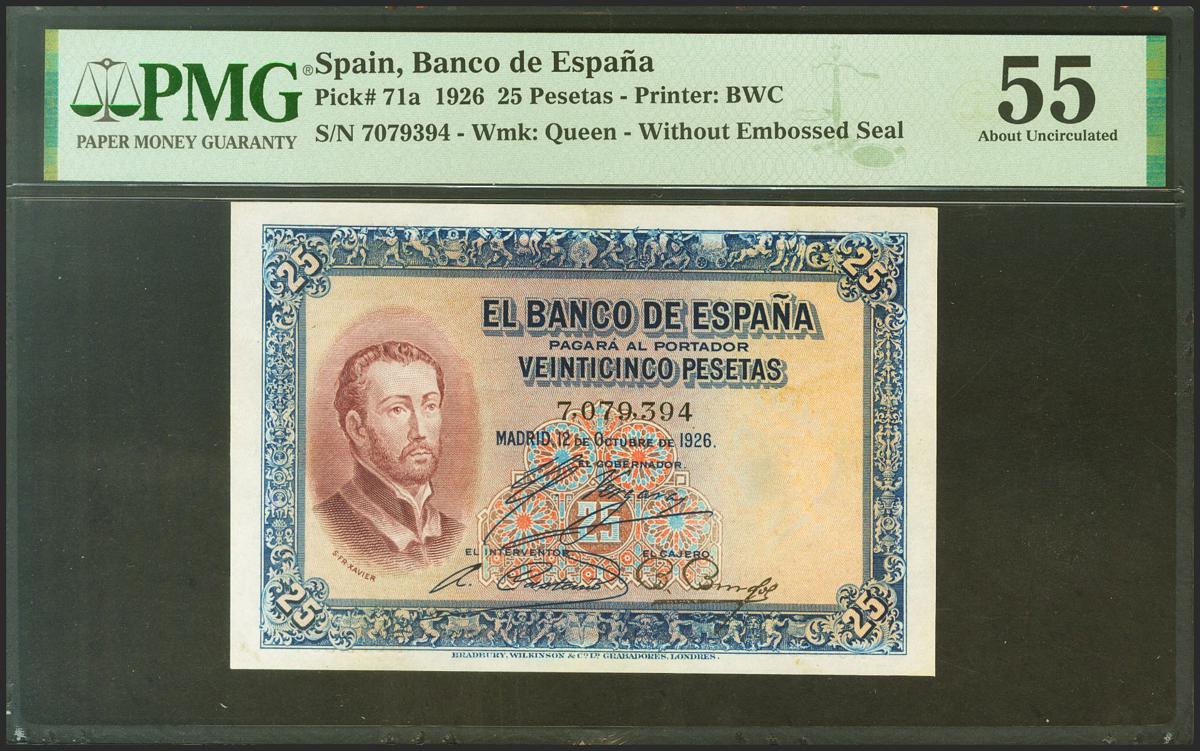 PMG®
PAPER MONEY GUARANTY
Spain, Banco de España
Pick# 71a 1926 25 Pesetas - Printer: BWC
S/N 7079394 - Wmk: Queen - Without Embossed Seal
55
About Uncirculated
25
25
EL BANCO DE ESPAÑA
PAGARÁ AL PORTADOR
VEINTICINCO PESETAS
7,079,394
MADRID, 12 DE OCTUBRE DE 1926.
EL GOBERNADOR.
25
EL INTERVENTOR
EL CAJERO.
S. FR. XAVIER
25
25
BRADBURY, WILKINSON & Cº Lᴰ GRABADORES, LONDRES.